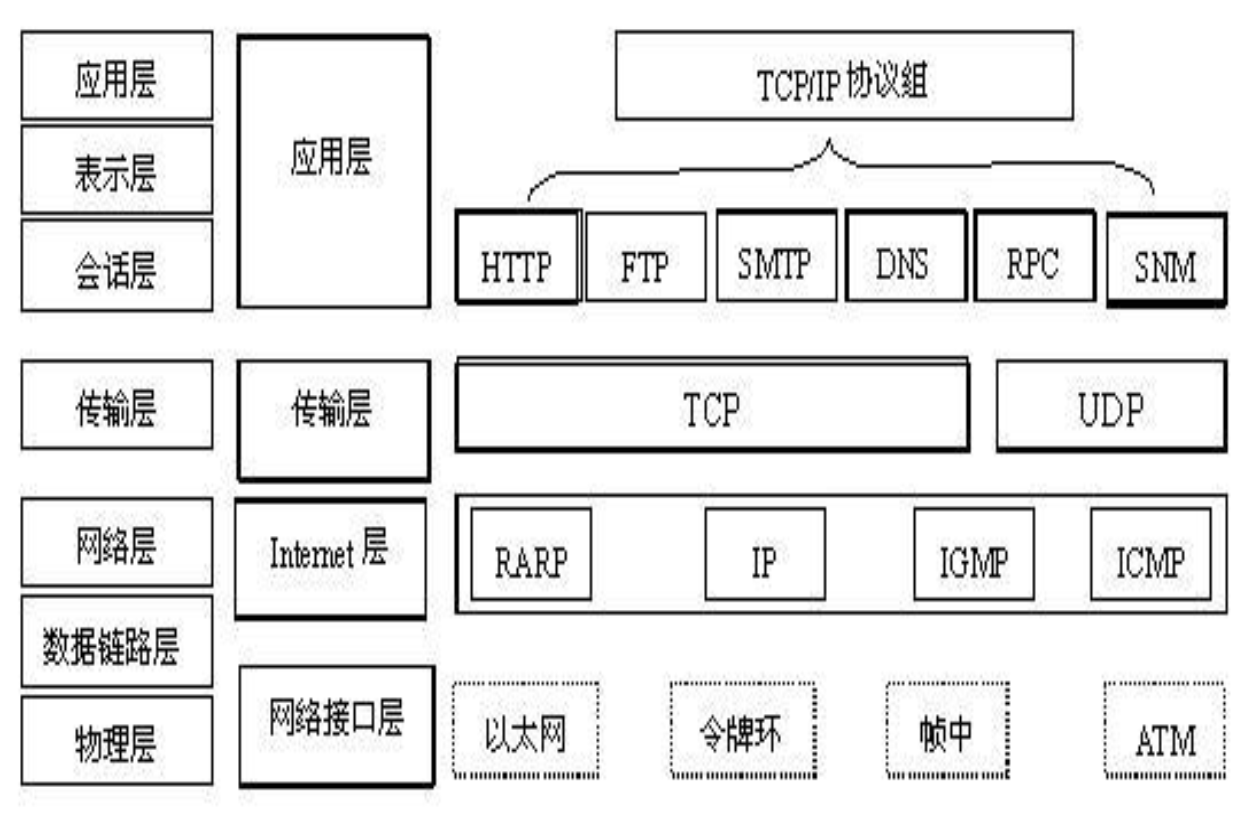 应用层
表示层
会话层
传输层
网络层
数据链路层
物理层
应用层
传输层
Internet 层
网络接口层
TCP/IP 协议组
HTTP
FTP
SMTP
DNS
RPC
SNM
TCP
UDP
RARP
IP
IGMP
ICMP
以太网
令牌环
帧中
ATM